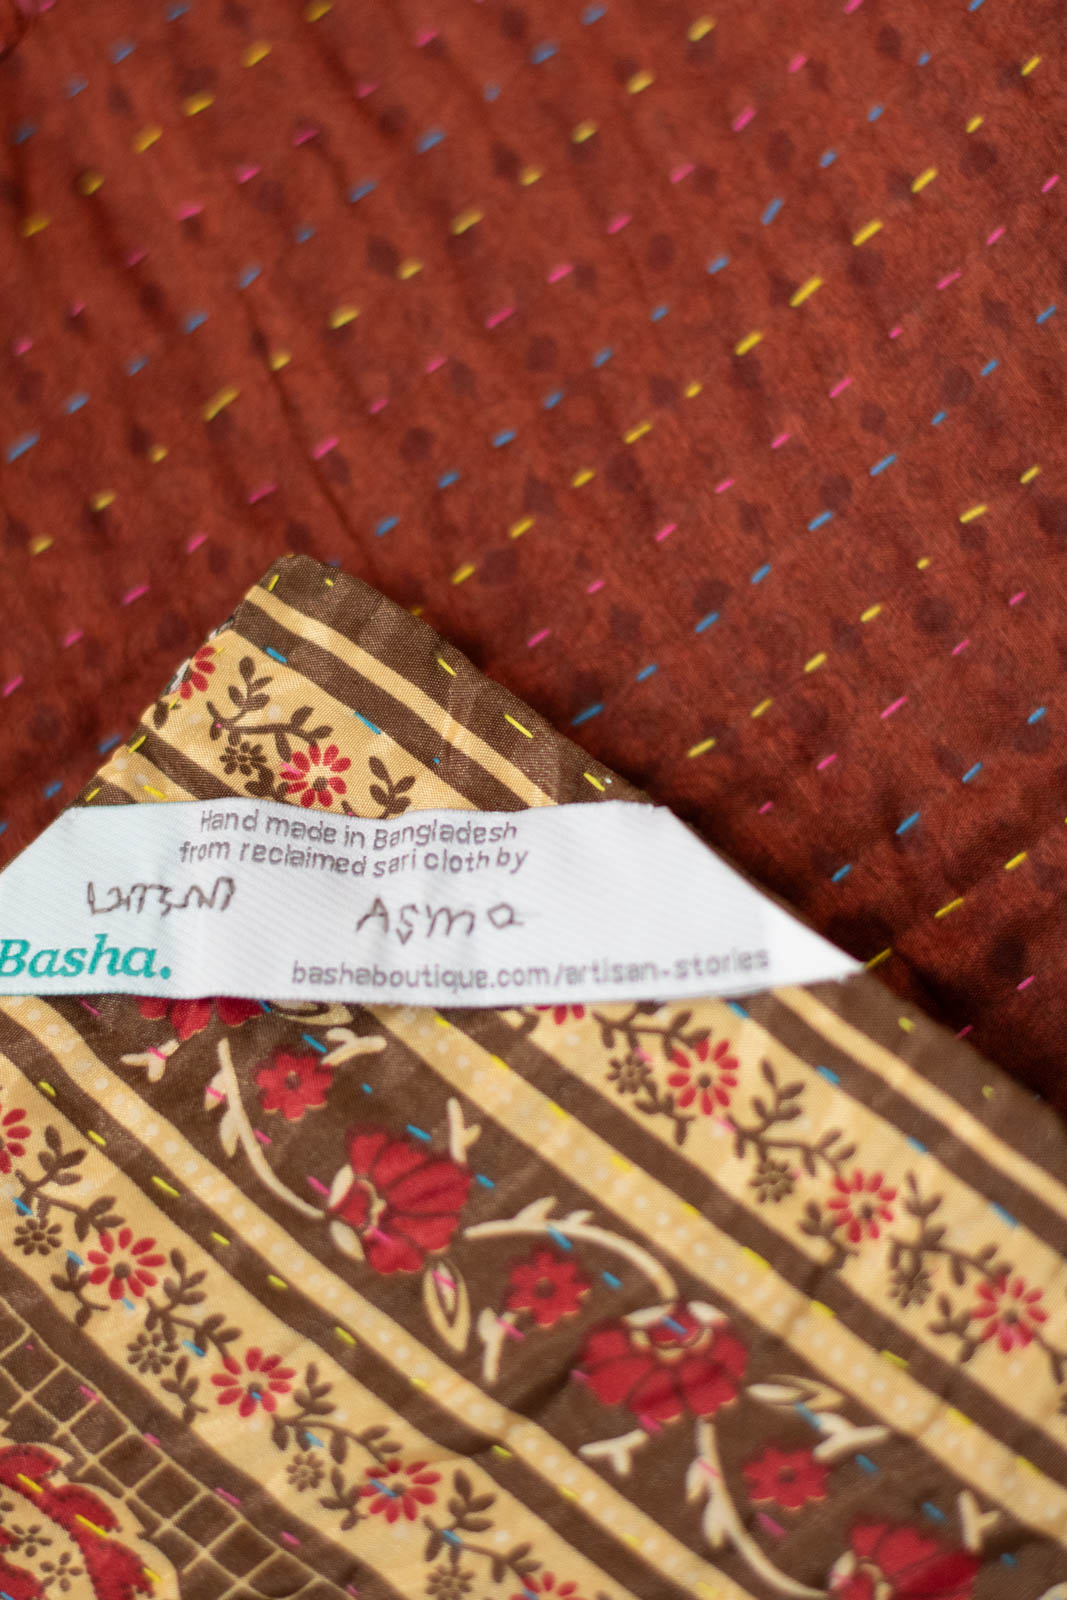 Hand made in Bangladesh
from reclaimed sari cloth by
Asma
Basha.
bashaboutique.com/artisan-stories